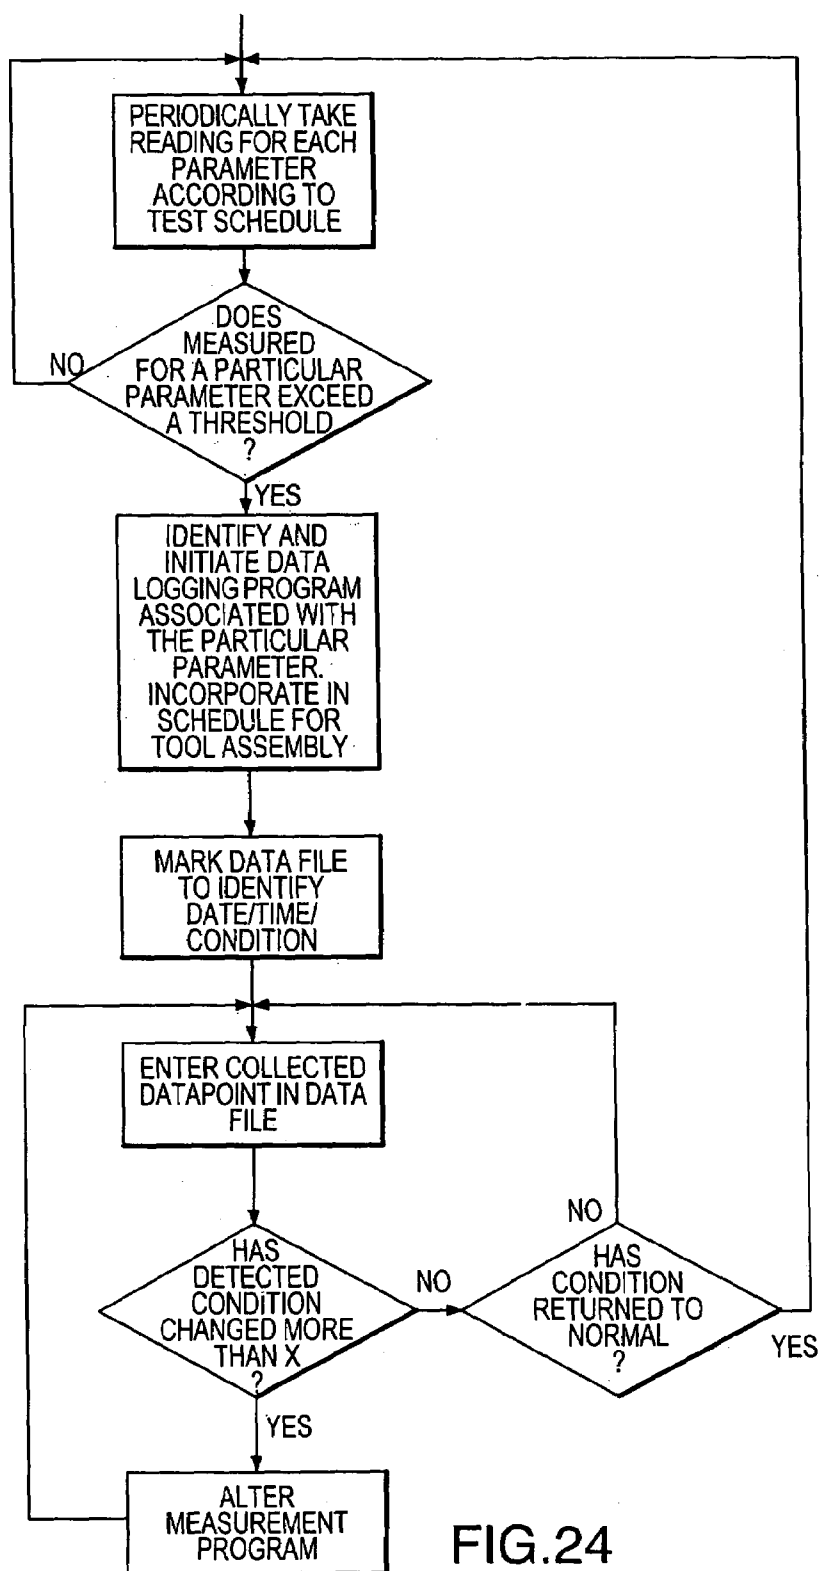 PERIODICALLY TAKE
READING FOR EACH
PARAMETER
ACCORDING TO
TEST SCHEDULE
DOES
MEASURED
FOR A PARTICULAR
PARAMETER EXCEED
A THRESHOLD
?
NO
YES
IDENTIFY AND
INITIATE DATA
LOGGING PROGRAM
ASSOCIATED WITH
THE PARTICULAR
PARAMETER.
INCORPORATE IN
SCHEDULE FOR
TOOL ASSEMBLY
MARK DATA FILE
TO IDENTIFY
DATE/TIME/
CONDITION
ENTER COLLECTED
DATAPOINT IN DATA
FILE
HAS
DETECTED
CONDITION
CHANGED MORE
THAN X
?
NO
YES
HAS
CONDITION
RETURNED TO
NORMAL
?
NO
YES
ALTER
MEASUREMENT
PROGRAM
FIG.24